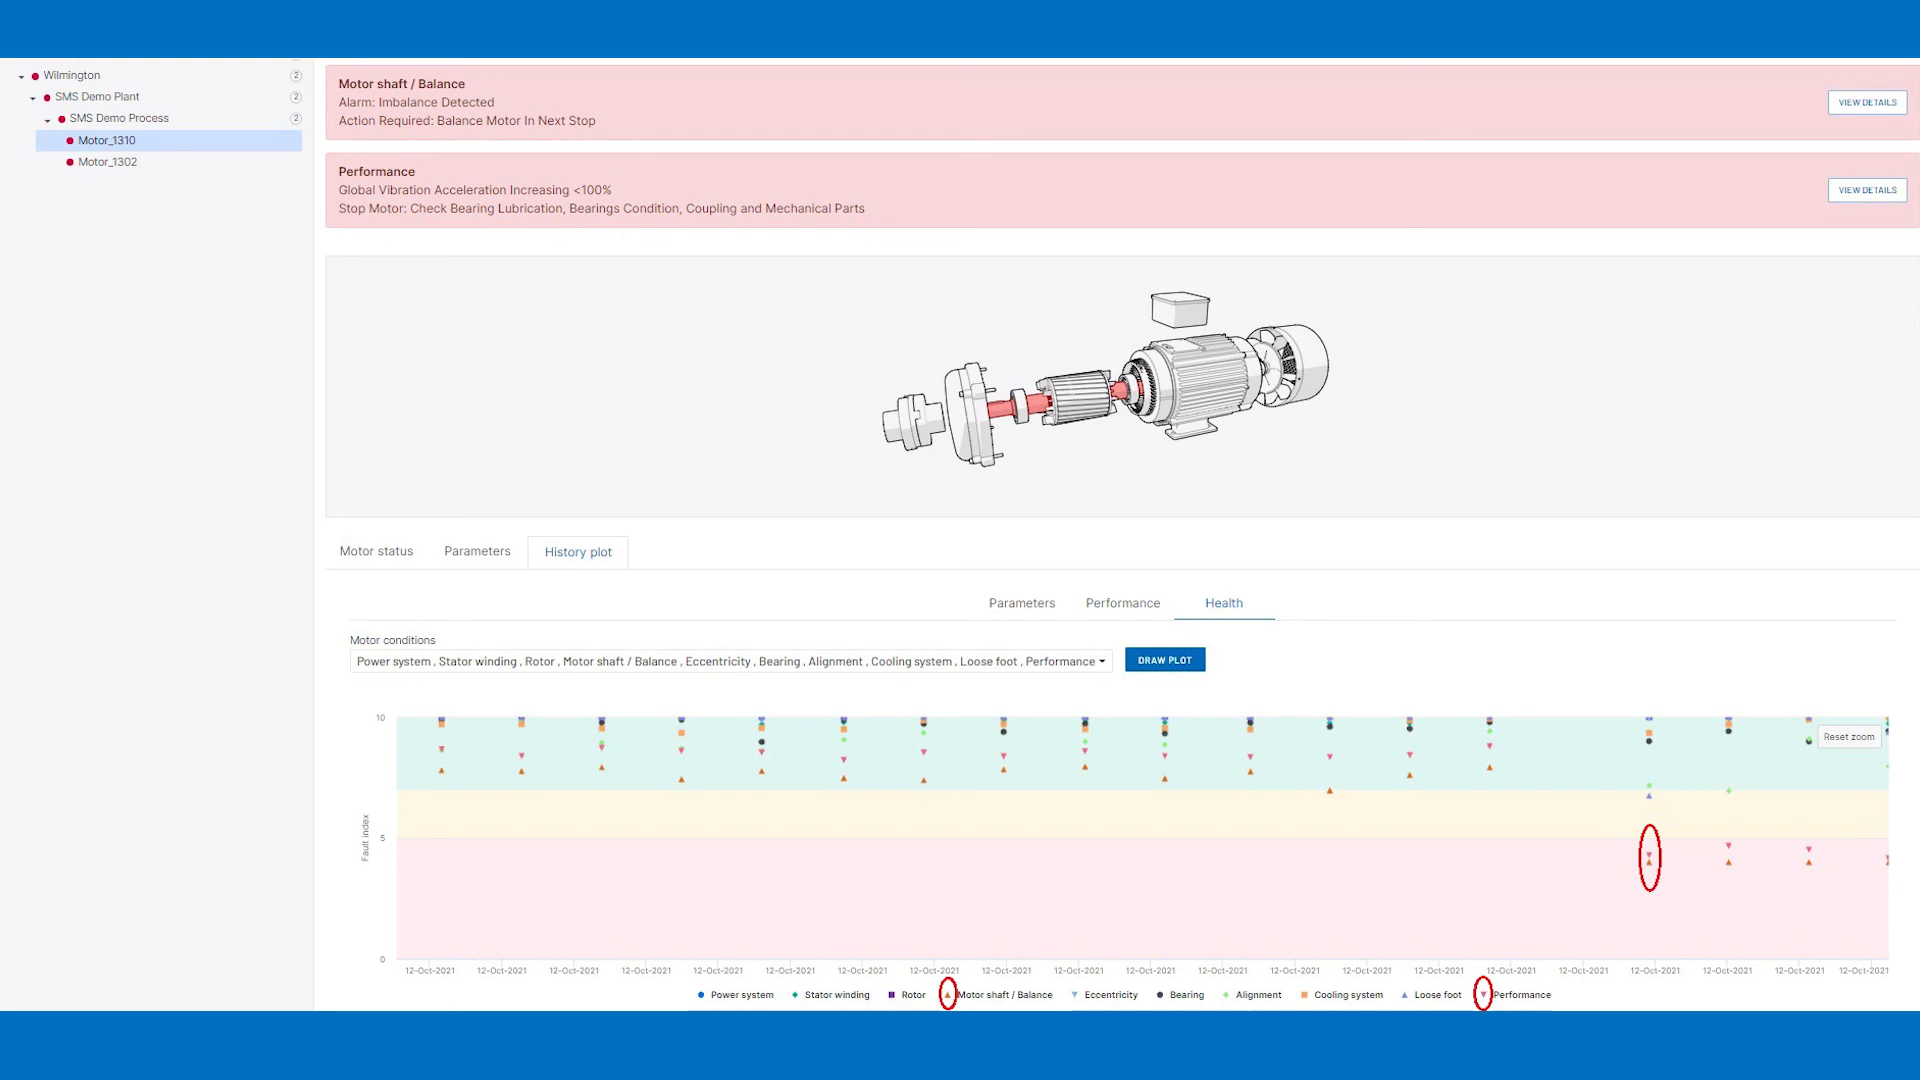 Wilmington 2
SMS Demo Plant 2
SMS Demo Process 2
Motor_1310
Motor_1302
Motor shaft / Balance
Alarm: Imbalance Detected
Action Required: Balance Motor In Next Stop
VIEW DETAILS
Performance
Global Vibration Acceleration Increasing <100%
Stop Motor: Check Bearing Lubrication, Bearings Condition, Coupling and Mechanical Parts
VIEW DETAILS
Motor status Parameters History plot
Parameters Performance Health
Motor conditions
Power system , Stator winding , Rotor , Motor shaft / Balance , Eccentricity , Bearing , Alignment , Cooling system , Loose foot , Performance
DRAW PLOT
10
Reset zoom
Fault index
5
0
12-Oct-2021 12-Oct-2021 12-Oct-2021 12-Oct-2021 12-Oct-2021 12-Oct-2021 12-Oct-2021 12-Oct-2021 12-Oct-2021 12-Oct-2021 12-Oct-2021 12-Oct-2021 12-Oct-2021 12-Oct-2021 12-Oct-2021 12-Oct-2021 12-Oct-2021 12-Oct-2021 12-Oct-2021 12-Oct-2021 12-Oct-2021
Power system Stator winding Rotor Motor shaft / Balance Eccentricity Bearing Alignment Cooling system Loose foot Performance